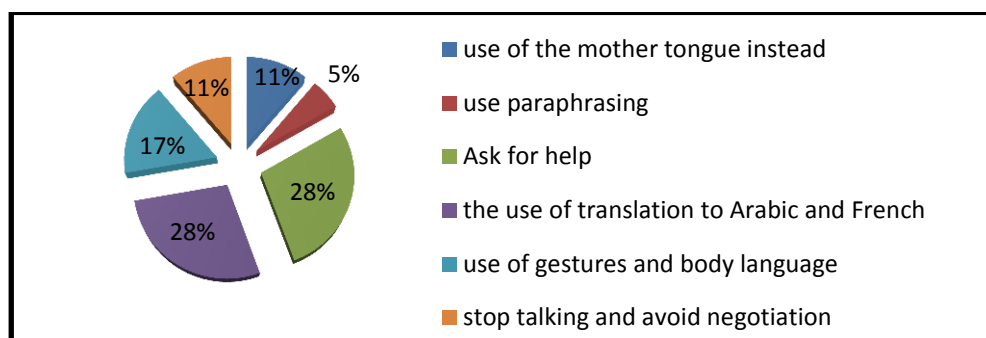 11%
5%
28%
28%
17%
11%
use of the mother tongue instead
use paraphrasing
Ask for help
the use of translation to Arabic and French
use of gestures and body language
stop talking and avoid negotiation